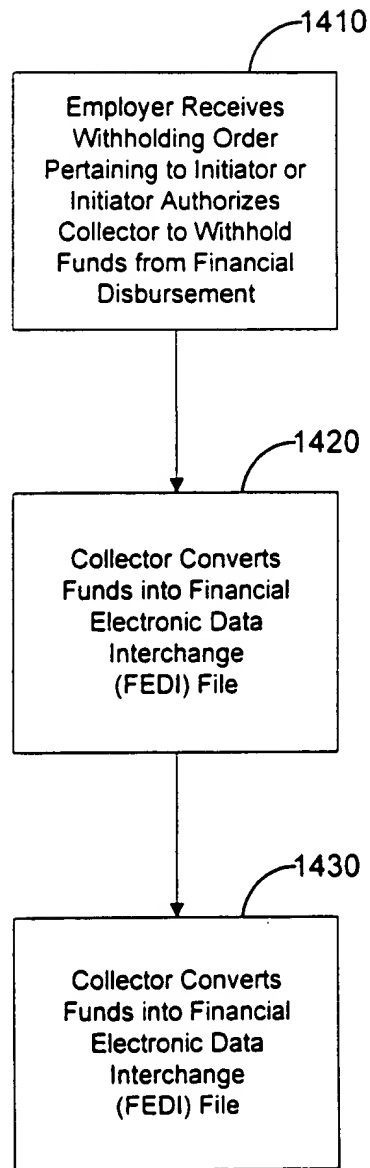 1410
Employer Receives
Withholding Order
Pertaining to Initiator or
Initiator Authorizes
Collector to Withhold
Funds from Financial
Disbursement
1420
Collector Converts
Funds into Financial
Electronic Data
Interchange
(FEDI) File
1430
Collector Converts
Funds into Financial
Electronic Data
Interchange
(FEDI) File